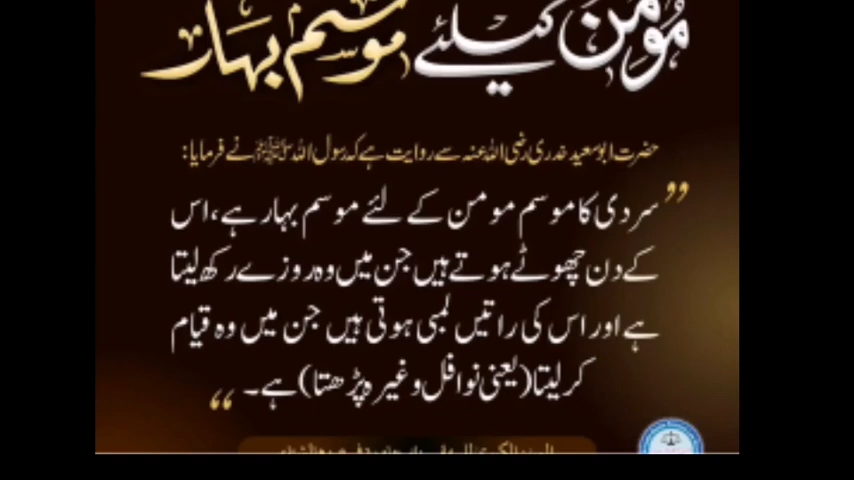 مؤمن کیلئے موسم بہار
حضرت ابوسعید خدری رضی اللہ عنہ سے روایت ہے کہ رسول اللہ ﷺ نے فرمایا:
”سردی کا موسم مومن کے لئے موسم بہار ہے، اس
کے دن چھوٹے ہوتے ہیں جن میں وہ روزے رکھ لیتا
ہے اور اس کی راتیں لمبی ہوتی ہیں جن میں وہ قیام
کر لیتا (یعنی نوافل وغیرہ پڑھتا) ہے۔“